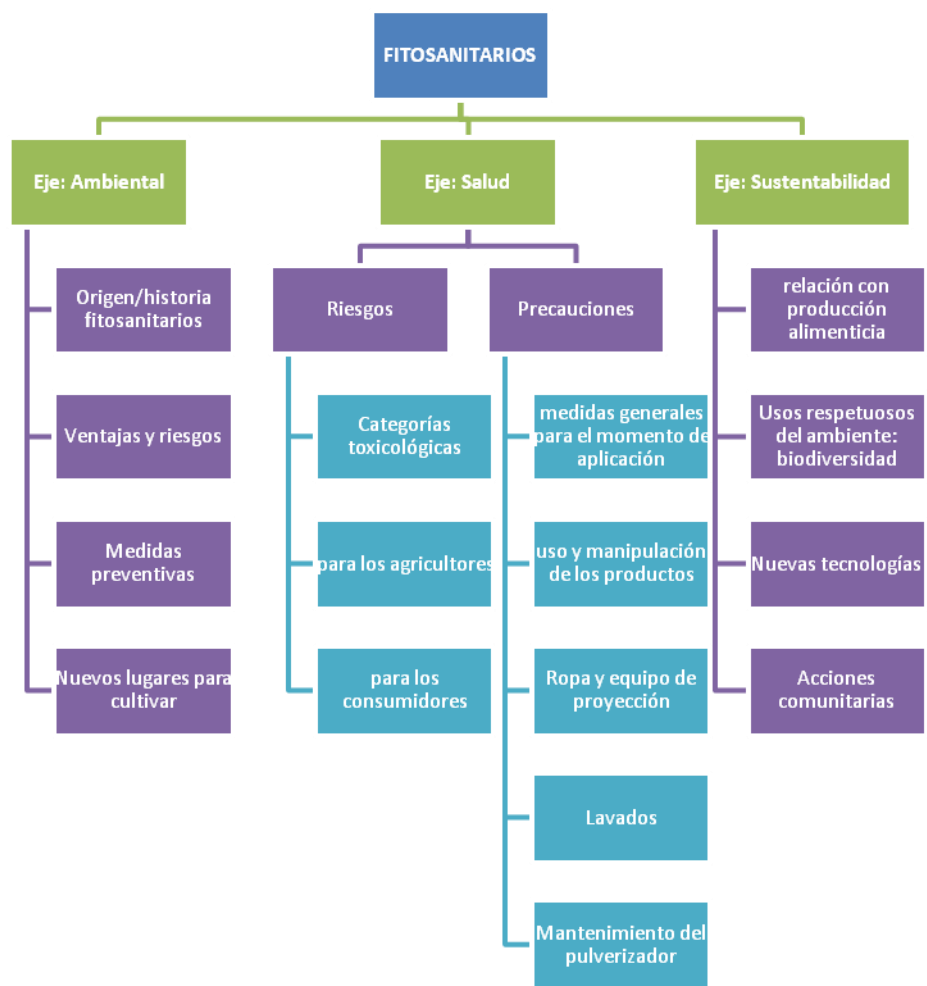 FITOSANITARIOS
Eje: Ambiental
Eje: Salud
Eje: Sustentabilidad
Origen/historia
fitosanitarios
Ventajas y riesgos
Medidas
preventivas
Nuevos lugares para
cultivar
Riesgos
Categorías
toxicológicas
para los agricultores
para los
consumidores
Precauciones
medidas generales
para el momento de
aplicación
uso y manipulación
de los productos
Ropa y equipo de
proyección
Lavados
Mantenimiento del
pulverizador
relación con
producción
alimenticia
Usos respetuosos
del ambiente:
biodiversidad
Nuevas tecnologías
Acciones
comunitarias